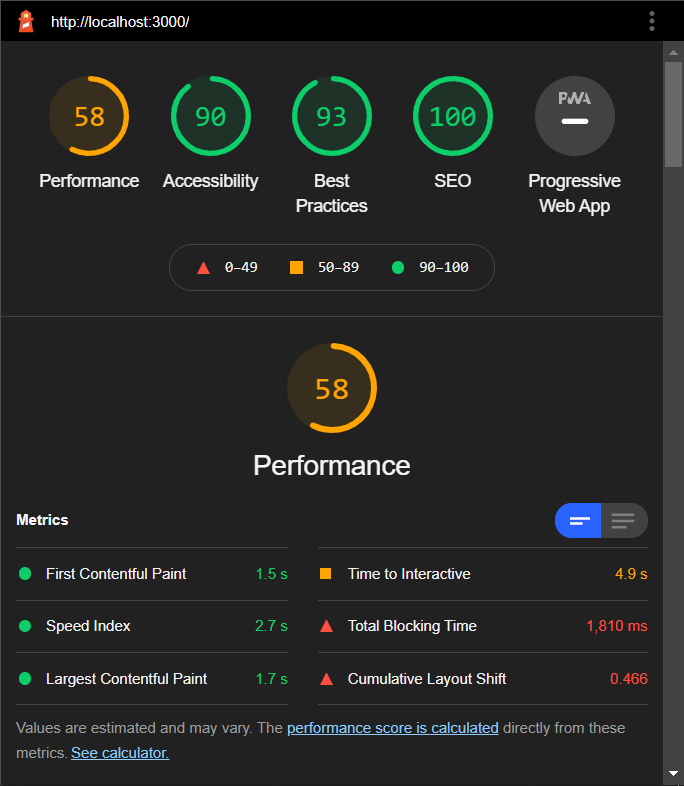 http://localhost:3000/
58
90
93
100
PWA
Performance
Accessibility
Best
Practices
SEO
Progressive
Web App
0–49
50–89
90–100
58
Performance
Metrics
First Contentful Paint 1.5 s
Time to Interactive 4.9 s
Speed Index 2.7 s
Total Blocking Time 1,810 ms
Largest Contentful Paint 1.7 s
Cumulative Layout Shift 0.466
Values are estimated and may vary. The performance score is calculated directly from these
metrics. See calculator.